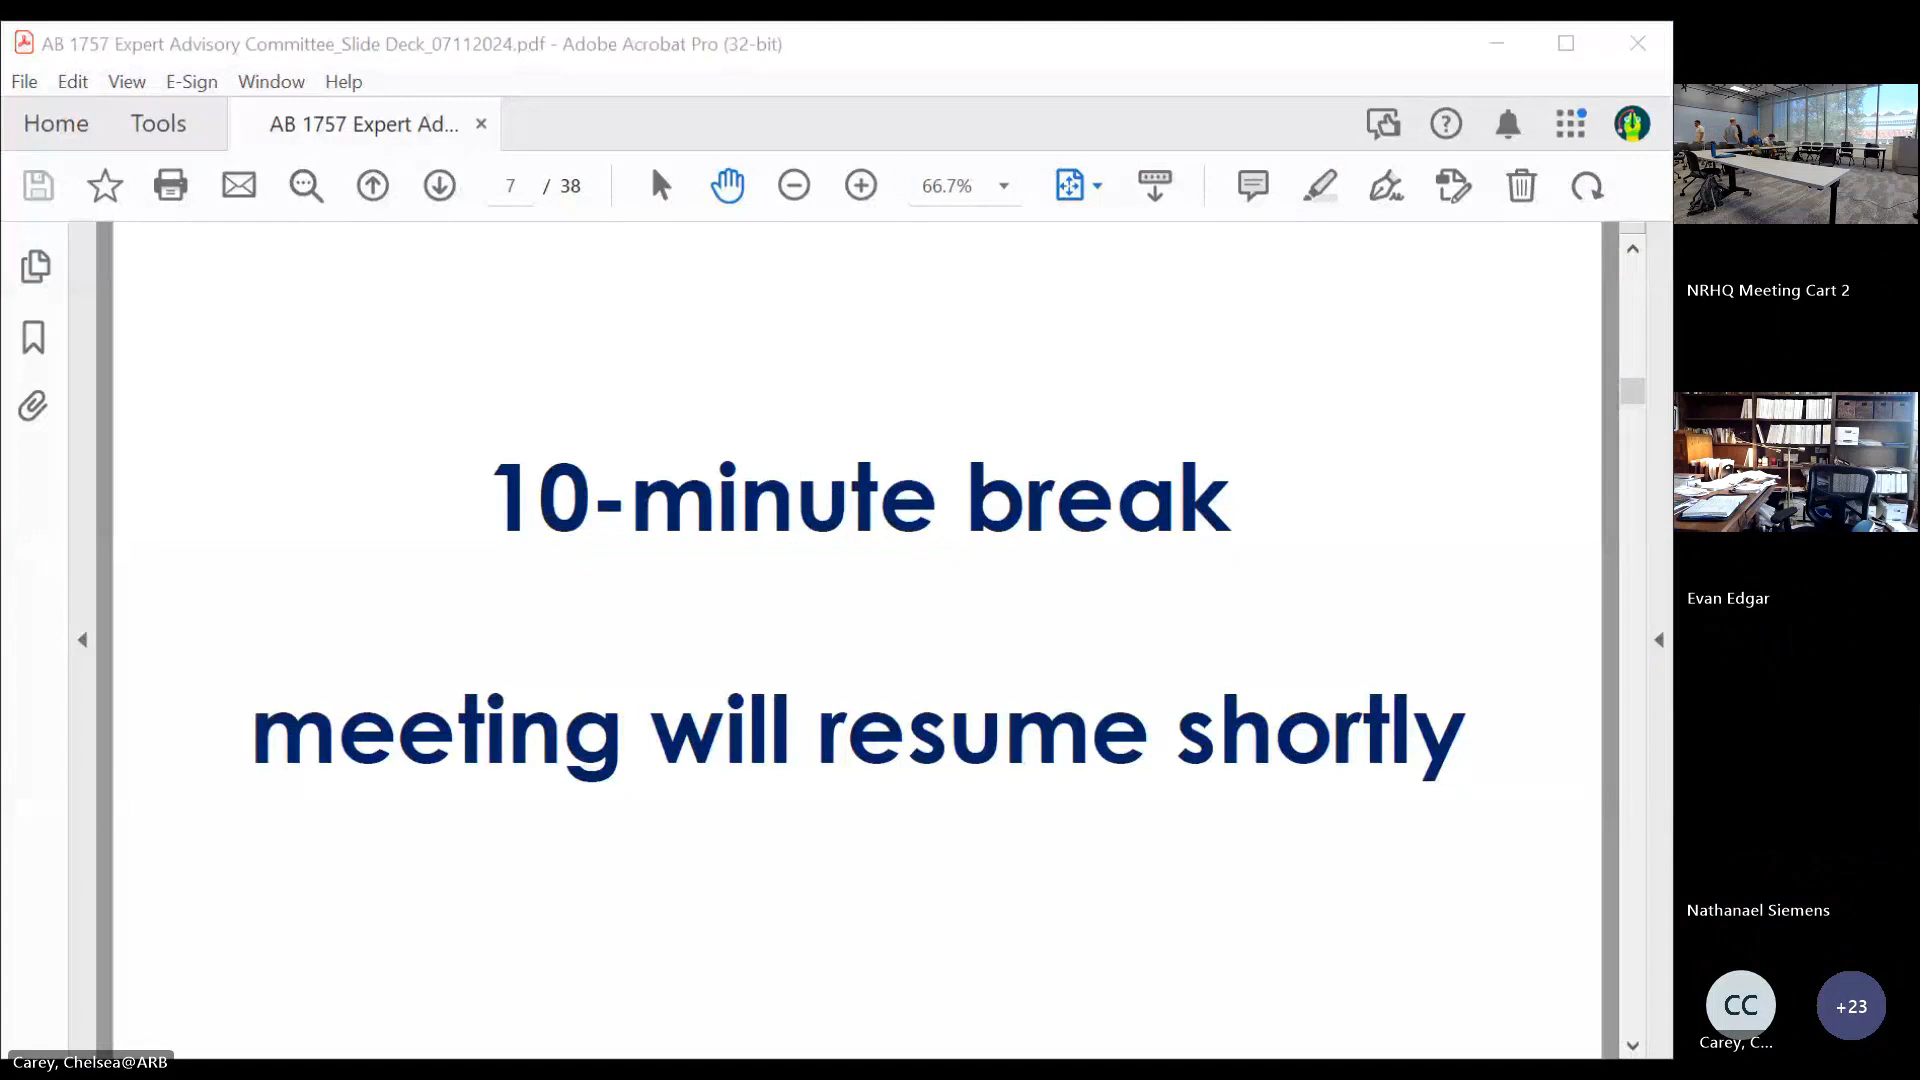 AB 1757 Expert Advisory Committee_Slide Deck_07112024.pdf - Adobe Acrobat Pro (32-bit)
File Edit View E-Sign Window Help
Home Tools AB 1757 Expert Ad... ×
7 / 38 66.7%
10-minute break
meeting will resume shortly
NRHQ Meeting Cart 2
Evan Edgar
Nathanael Siemens
CC +23
Carey, C...
Carey, Chelsea@ARB